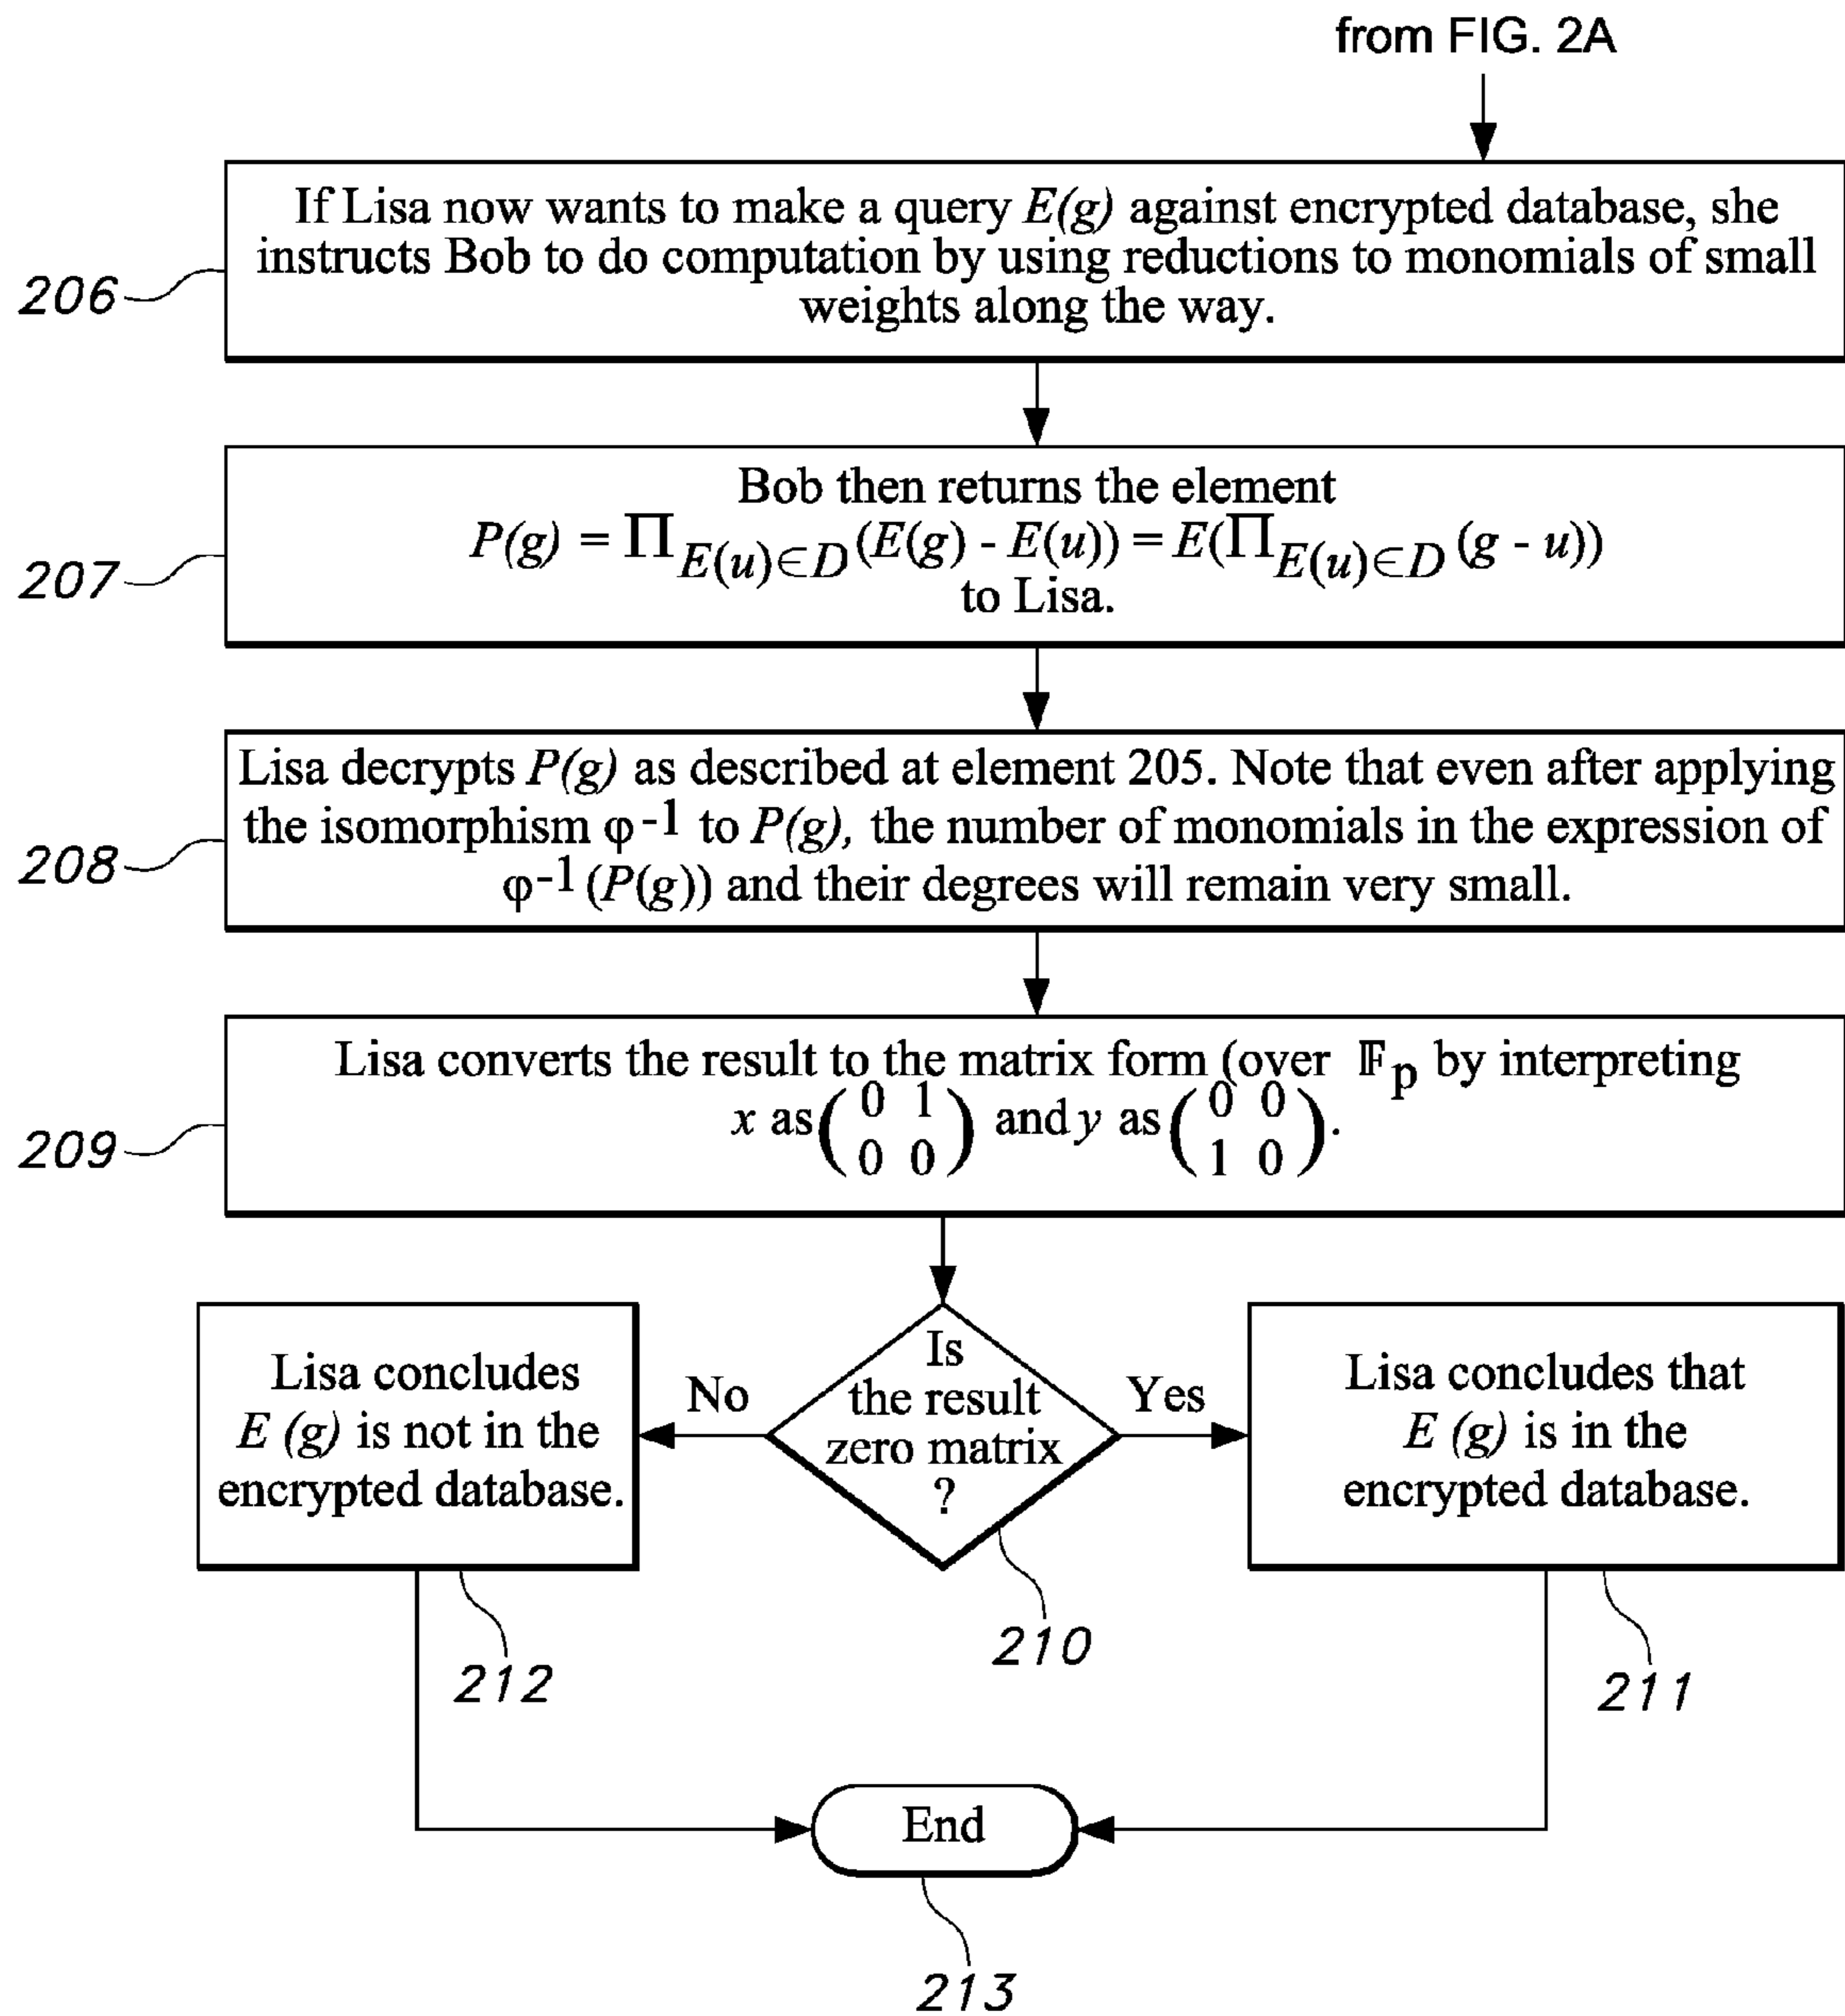 from FIG. 2A
If Lisa now wants to make a query E(g) against encrypted database, she
instructs Bob to do computation by using reductions to monomials of small
weights along the way.
206
Bob then returns the element
P(g) = ∏E(u)∈D (E(g) - E(u)) = E(∏E(u)∈D (g - u))
to Lisa.
207
Lisa decrypts P(g) as described at element 205. Note that even after applying
the isomorphism φ-1 to P(g), the number of monomials in the expression of
φ-1(P(g)) and their degrees will remain very small.
208
Lisa converts the result to the matrix form (over 𝔽p by interpreting
x as (0 1
0 0) and y as (0 0
1 0).
209
Is
the result
zero matrix
?
210
No
Yes
Lisa concludes
E (g) is not in the
encrypted database.
212
Lisa concludes that
E (g) is in the
encrypted database.
211
End
213